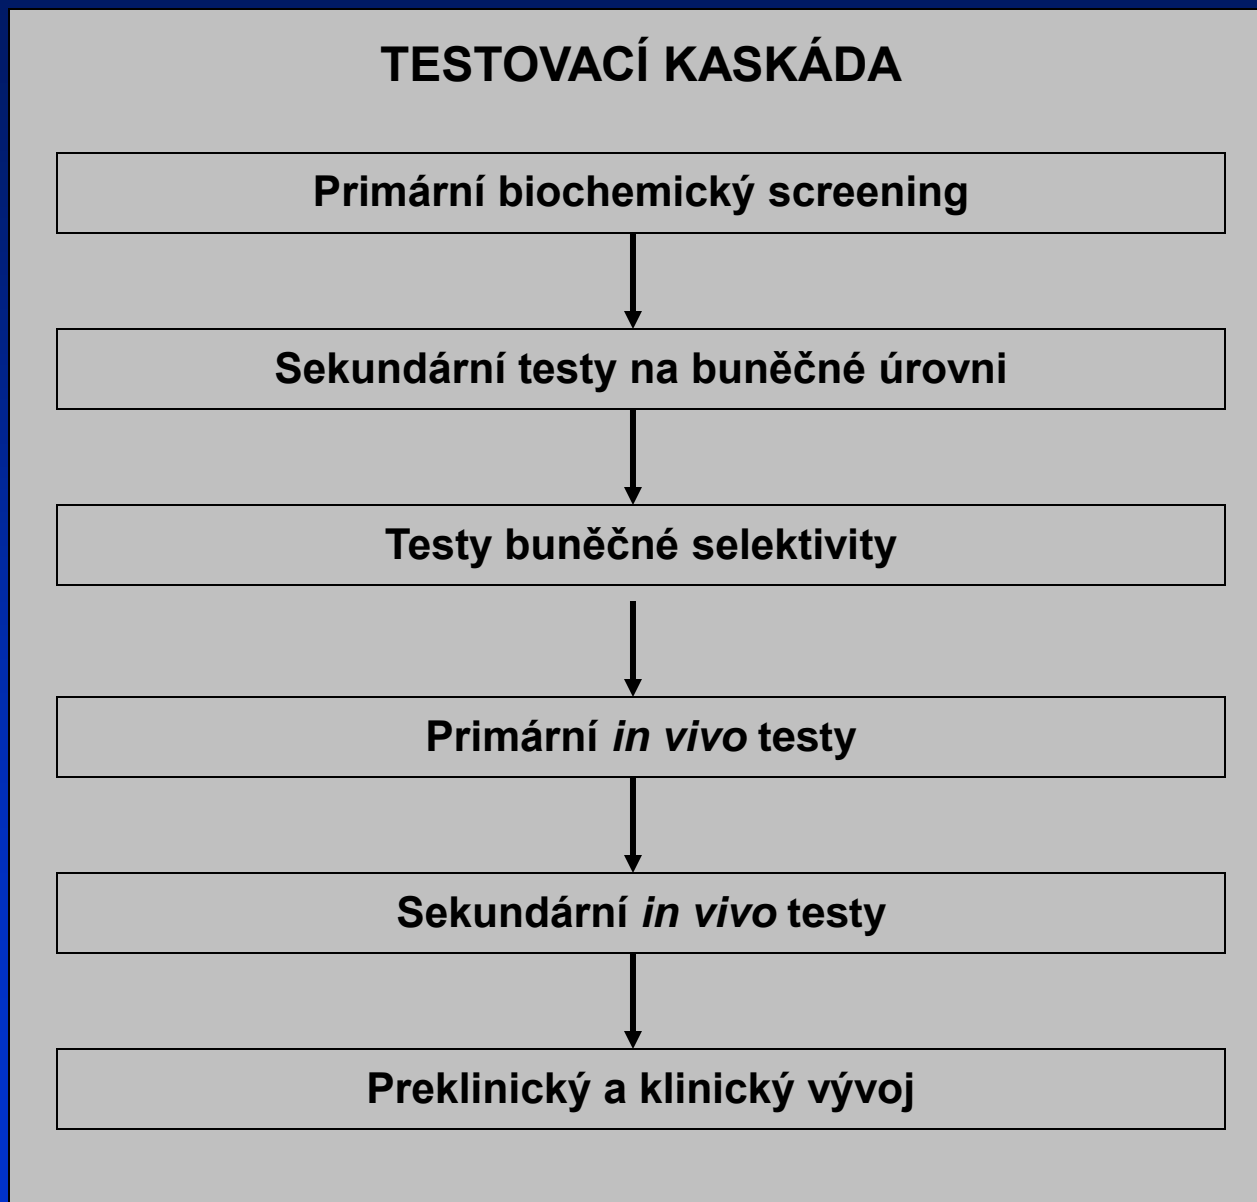 TESTOVACÍ KASKÁDA
Primární biochemický screening
Sekundární testy na buněčné úrovni
Testy buněčné selektivity
Primární in vivo testy
Sekundární in vivo testy
Preklinický a klinický vývoj